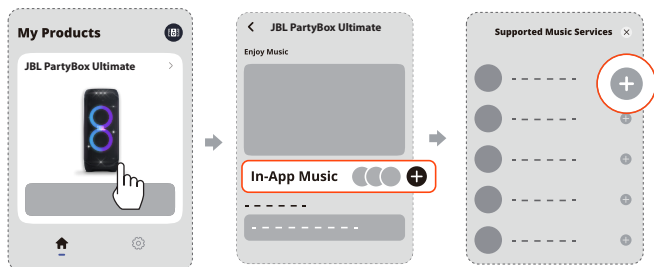 My Products
JBL PartyBox Ultimate
JBL PartyBox Ultimate
Enjoy Music
In-App Music
Supported Music Services